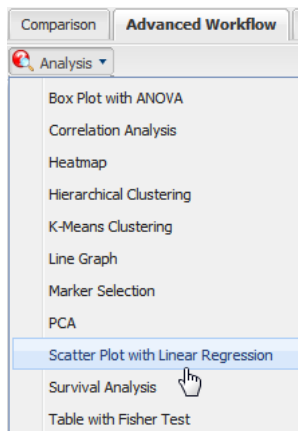 Comparison
Advanced Workflow
Analysis
Box Plot with ANOVA
Correlation Analysis
Heatmap
Hierarchical Clustering
K-Means Clustering
Line Graph
Marker Selection
PCA
Scatter Plot with Linear Regression
Survival Analysis
Table with Fisher Test